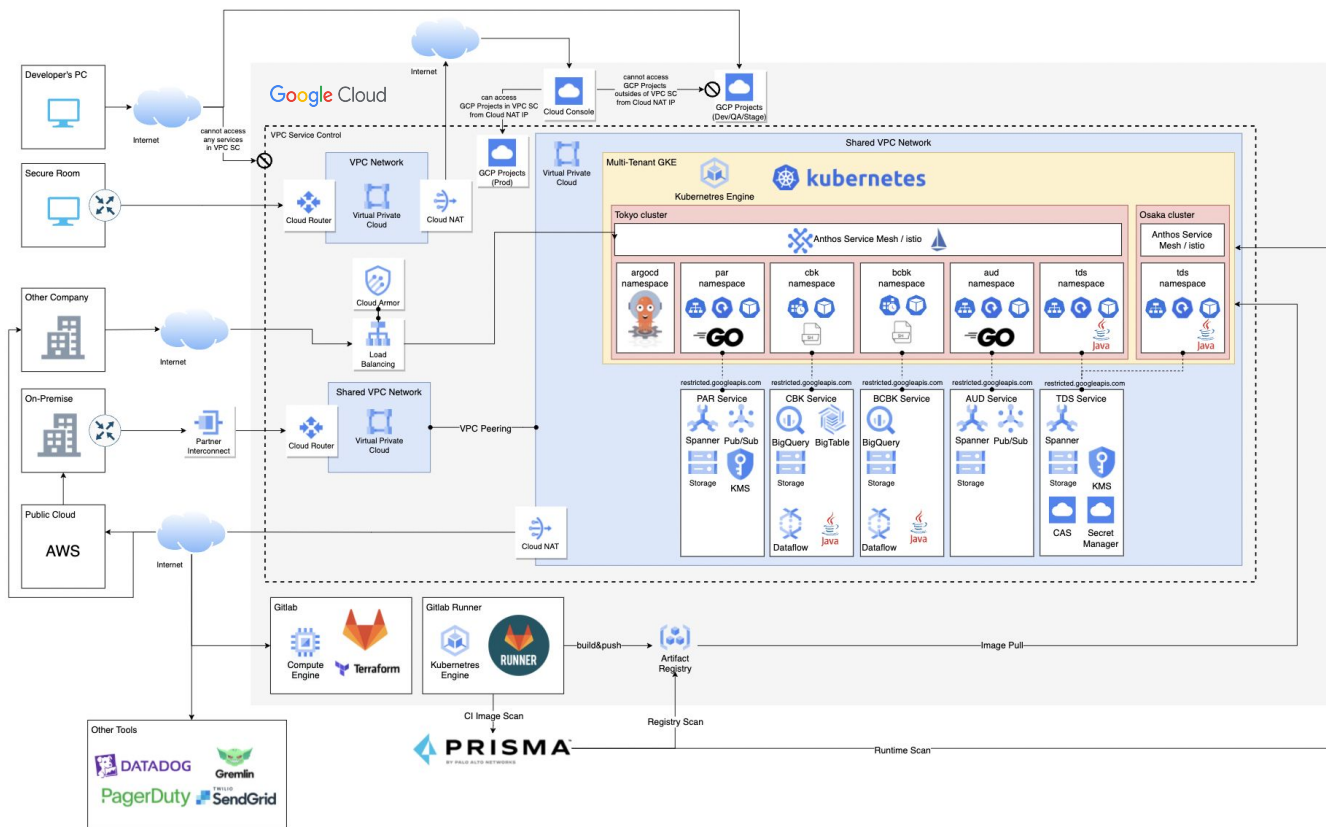 Developer's PC
Internet
cannot access
any services
in VPC SC
Internet
Google Cloud
can access
GCP Projects in VPC SC
from Cloud NAT IP
Cloud Console
cannot access
GCP Projects
outsides of VPC SC
from Cloud NAT IP
GCP Projects
(Dev/QA/Stage)
GCP Projects
(Prod)
VPC Service Control
Secure Room
Cloud Router
VPC Network
Virtual Private
Cloud
Cloud NAT
Shared VPC Network
Virtual Private
Cloud
Multi-Tenant GKE
Kubernetres Engine
kubernetes
Tokyo cluster
Anthos Service Mesh / istio
Osaka cluster
Anthos Service
Mesh / istio
argocd
namespace
par
namespace
GO
cbk
namespace
SH
bcbk
namespace
SH
aud
namespace
GO
tds
namespace
Java
tds
namespace
Java
Other Company
Internet
Cloud Armor
Load
Balancing
On-Premise
Partner
Interconnect
Cloud Router
Shared VPC Network
Virtual Private
Cloud
VPC Peering
restricted.googleapis.com
PAR Service
Spanner
Pub/Sub
Storage
KMS
restricted.googleapis.com
CBK Service
BigQuery
BigTable
Storage
Dataflow
Java
restricted.googleapis.com
BCBK Service
BigQuery
Storage
Dataflow
Java
restricted.googleapis.com
AUD Service
Spanner
Pub/Sub
Storage
restricted.googleapis.com
TDS Service
Spanner
Storage
KMS
CAS
Secret
Manager
Public Cloud
AWS
Internet
Cloud NAT
Gitlab
Compute
Engine
Terraform
Gitlab Runner
Kubernetres
Engine
RUNNER
build&push
Artifact
Registry
Image Pull
CI Image Scan
Registry Scan
PRISMA™
BY PALO ALTO NETWORKS
Runtime Scan
Other Tools
DATADOG
Gremlin
PagerDuty
TWILIO
SendGrid